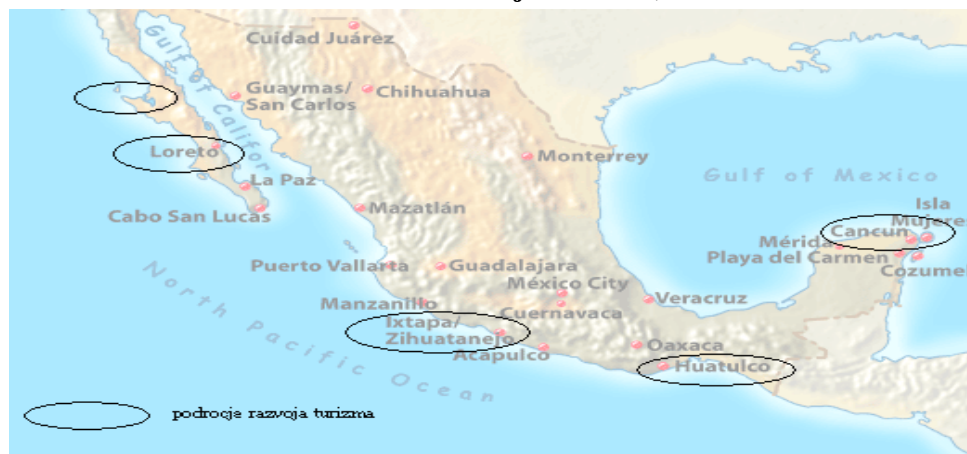 Cuidad Juárez
Gulf of Californ
Guaymas/
San Carlos
Chihuahua
Loreto
La Paz
Cabo San Lucas
Monterrey
Gulf of Mexico
Mazatlán
Isla
Mujere
Cancun
Mérida
Playa del Carmen
Cozume
Puerto Vallarta
Guadalajara
México City
Manzanillo
Cuernavaca
Veracruz
Ixtapa/
Zihuatanejo
Acapulco
Oaxaca
Huatulco
North Pacific Ocean
podrocje razvoja turizma